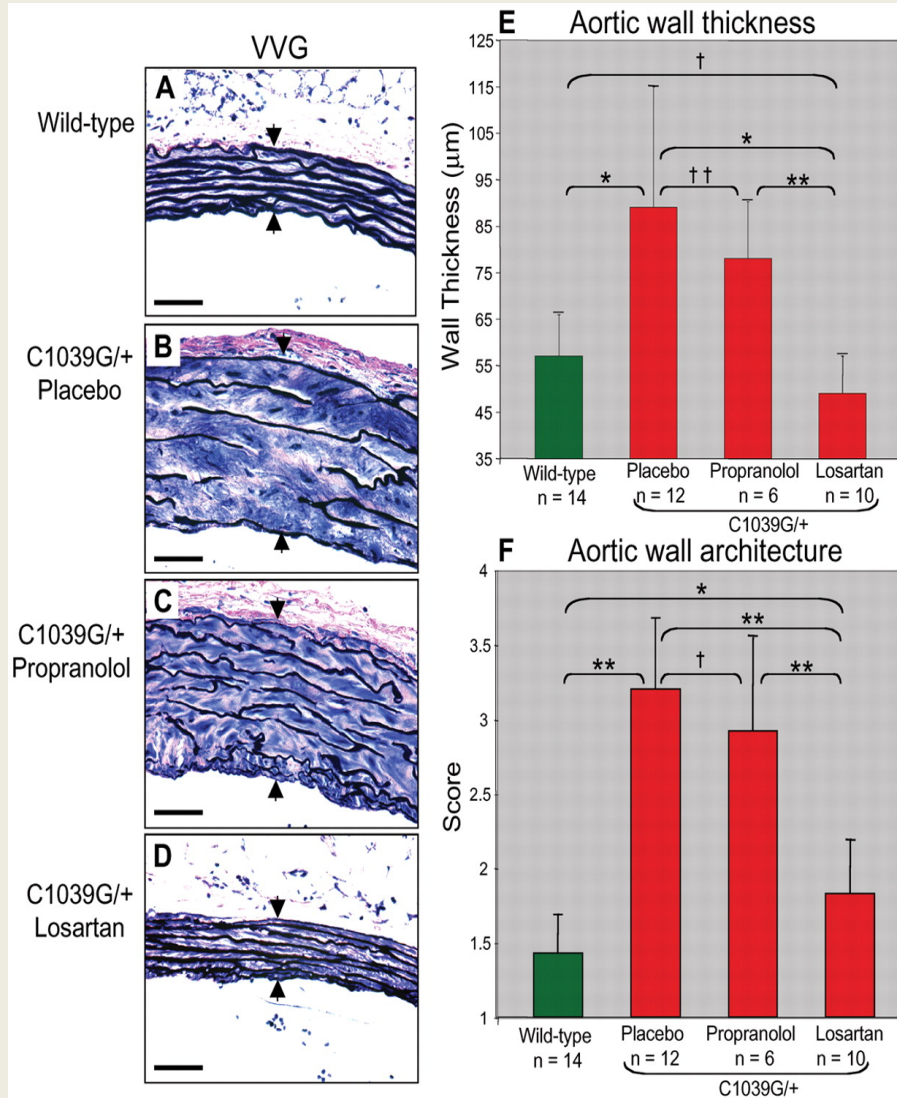 VVG
A
Wild-type
B
C1039G/+
Placebo
C
C1039G/+
Propranolol
D
C1039G/+
Losartan
E Aortic wall thickness
Wall Thickness (µm)
125
115
105
95
85
75
65
55
45
35
†
*
* †† **
Wild-type Placebo Propranolol Losartan
n = 14 n = 12 n = 6 n = 10
C1039G/+
F Aortic wall architecture
Score
4
3.5
3
2.5
2
1.5
1
*
**
** † **
Wild-type Placebo Propranolol Losartan
n = 14 n = 12 n = 6 n = 10
C1039G/+